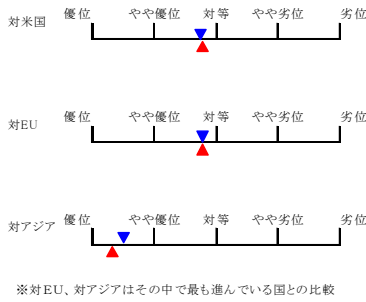 対米国 優位 やや優位 対等 やや劣位 劣位
対EU 優位 やや優位 対等 やや劣位 劣位
対アジア 優位 やや優位 対等 やや劣位 劣位
※対EU、対アジアはその中で最も進んでいる国との比較